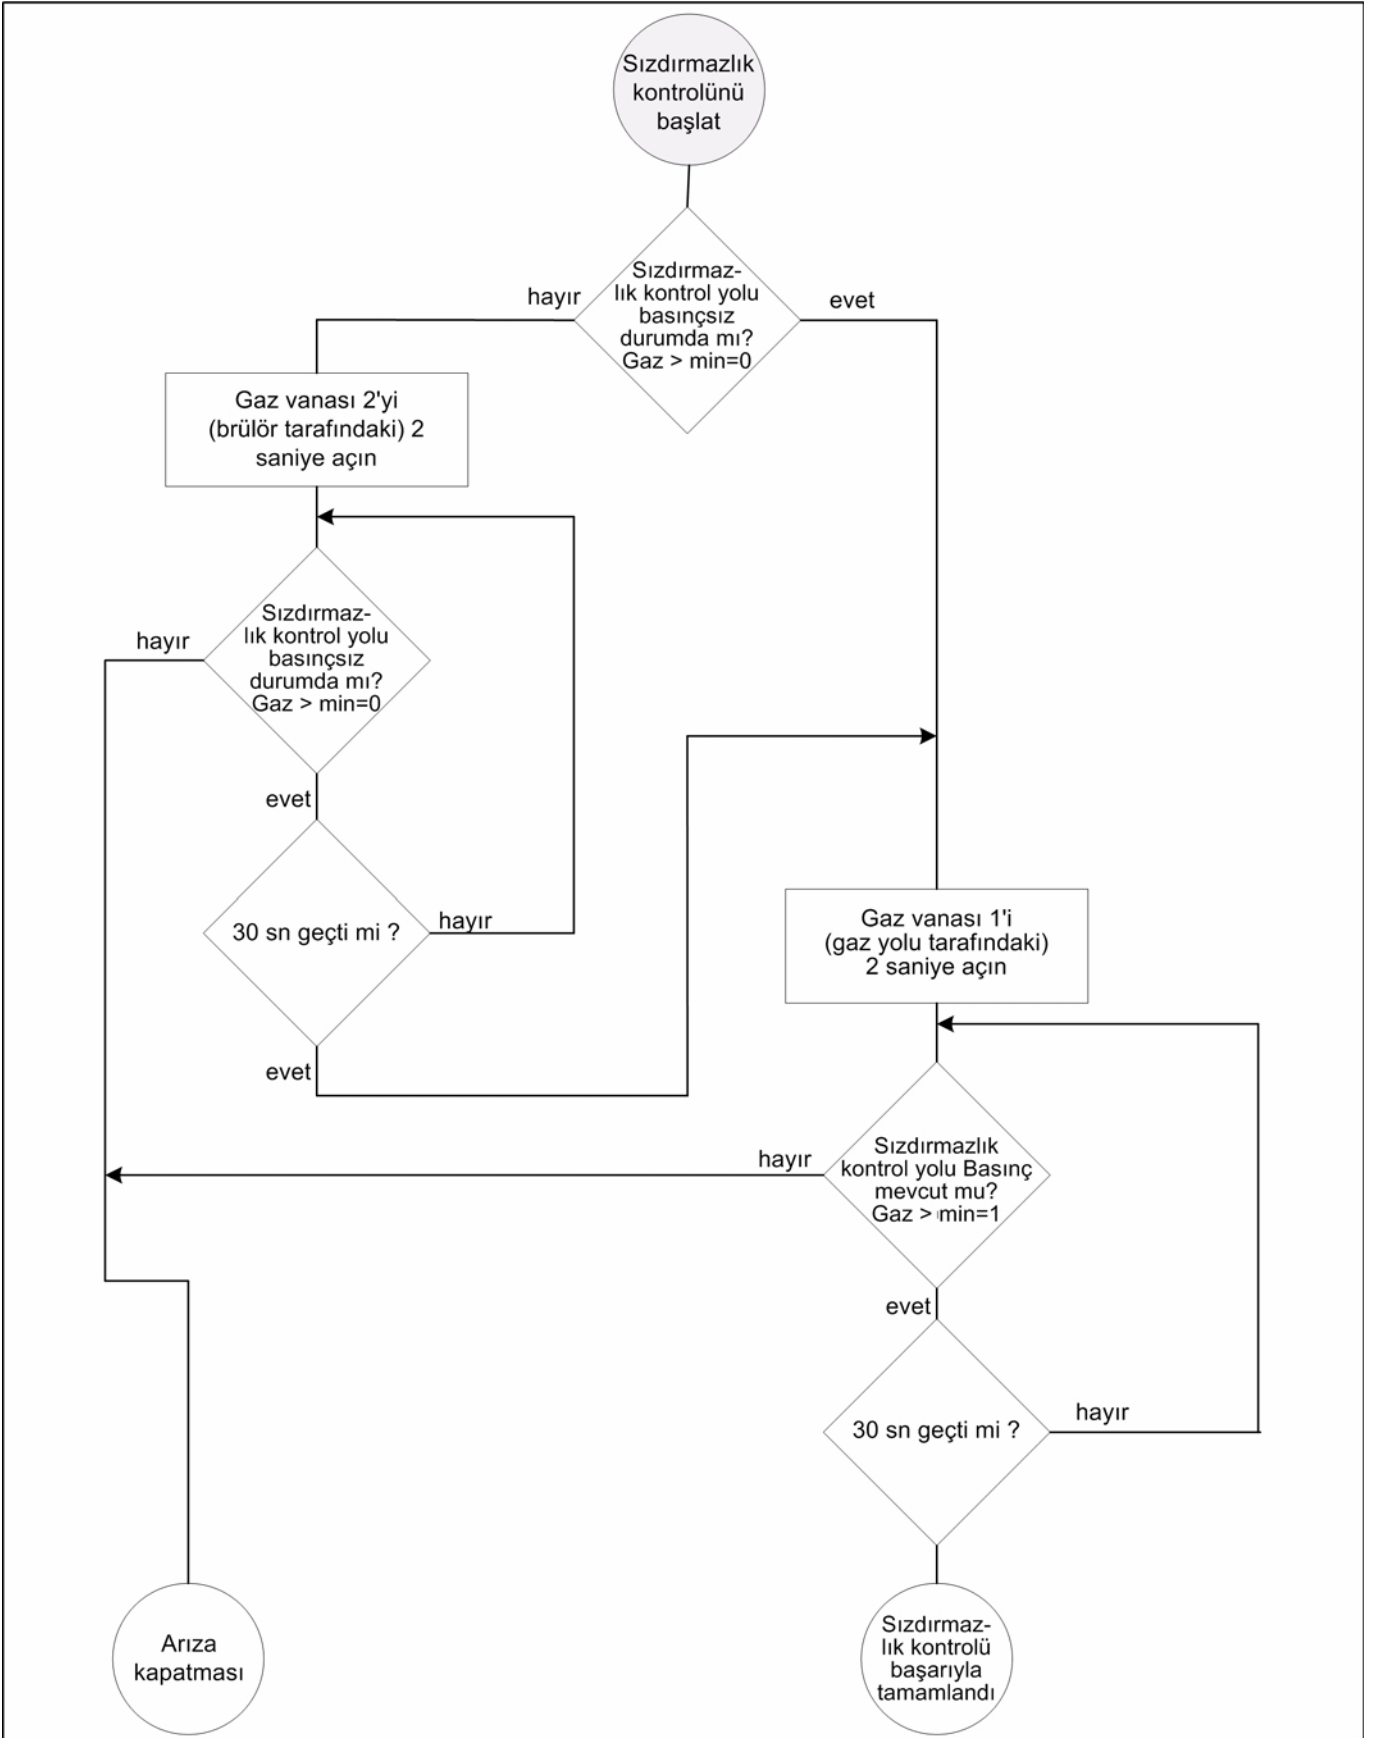 Sızdırmazlık
kontrolünü
başlat
Sızdırmaz-
lık kontrol yolu
basınçsız
durumda mı?
Gaz > min=0
hayır
evet
Gaz vanası 2'yi
(brülör tarafındaki) 2
saniye açın
Sızdırmaz-
lık kontrol yolu
basınçsız
durumda mı?
Gaz > min=0
hayır
evet
30 sn geçti mi ?
hayır
evet
Gaz vanası 1'i
(gaz yolu tarafındaki)
2 saniye açın
Sızdırmazlık
kontrol yolu Basınç
mevcut mu?
Gaz > min=1
hayır
evet
30 sn geçti mi ?
hayır
Arıza
kapatması
Sızdırmaz-
lık kontrolü
başarıyla
tamamlandı